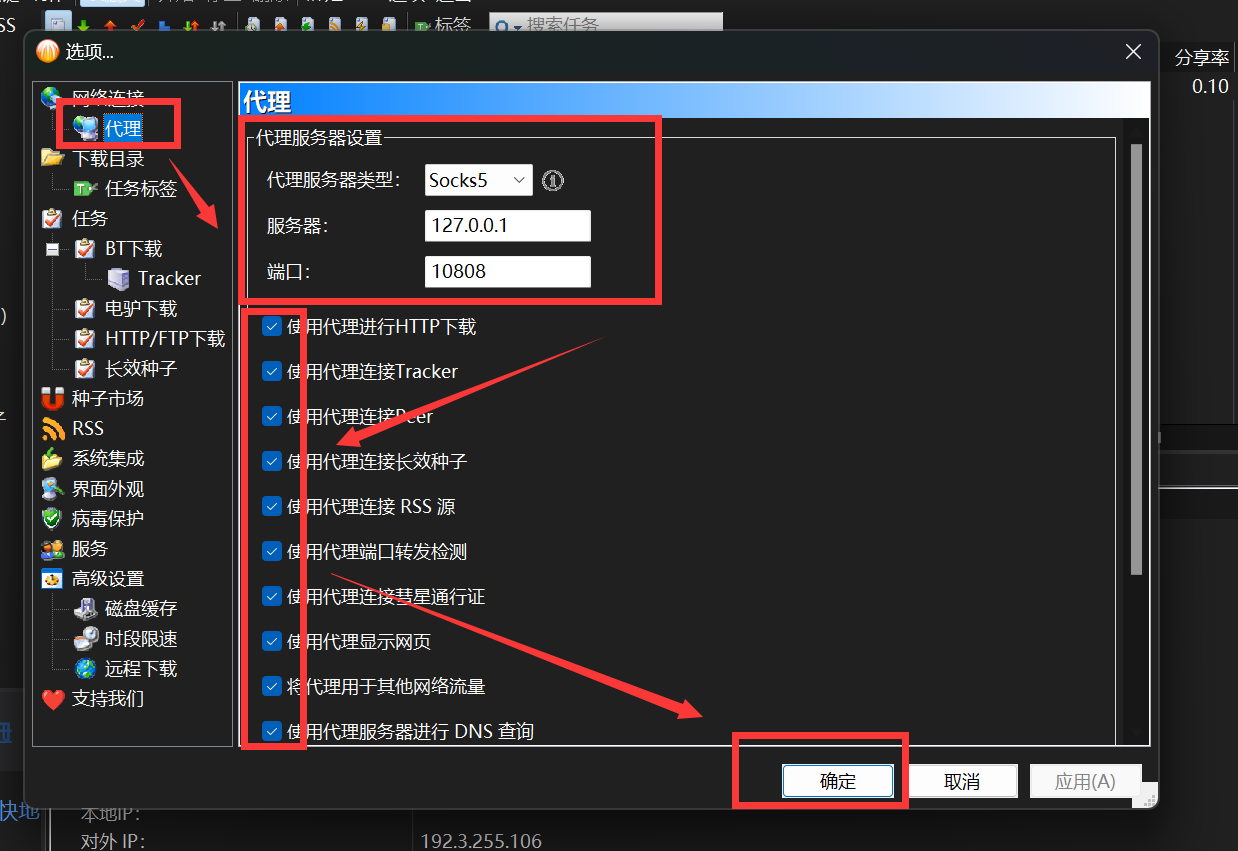 SS
标签
搜索任务
选项...
分享率
0.10
网络连接
代理
下载目录
任务标签
任务
BT下载
Tracker
电驴下载
HTTP/FTP下载
长效种子
种子市场
RSS
系统集成
界面外观
病毒保护
服务
高级设置
磁盘缓存
时段限速
远程下载
支持我们
代理
代理服务器设置
代理服务器类型: Socks5
服务器: 127.0.0.1
端口: 10808
使用代理进行HTTP下载
使用代理连接Tracker
使用代理连接Peer
使用代理连接长效种子
使用代理连接 RSS 源
使用代理端口转发检测
使用代理连接彗星通行证
使用代理显示网页
将代理用于其他网络流量
使用代理服务器进行 DNS 查询
确定 取消 应用(A)
快地
本地IP:
对外 IP: 192.3.255.106